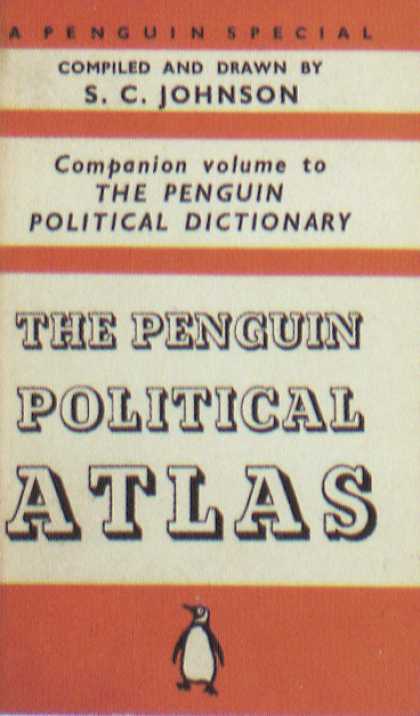 A PENGUIN SPECIAL
COMPILED AND DRAWN BY
S. C. JOHNSON
Companion volume to
THE PENGUIN
POLITICAL DICTIONARY
THE PENGUIN
POLITICAL
ATLAS